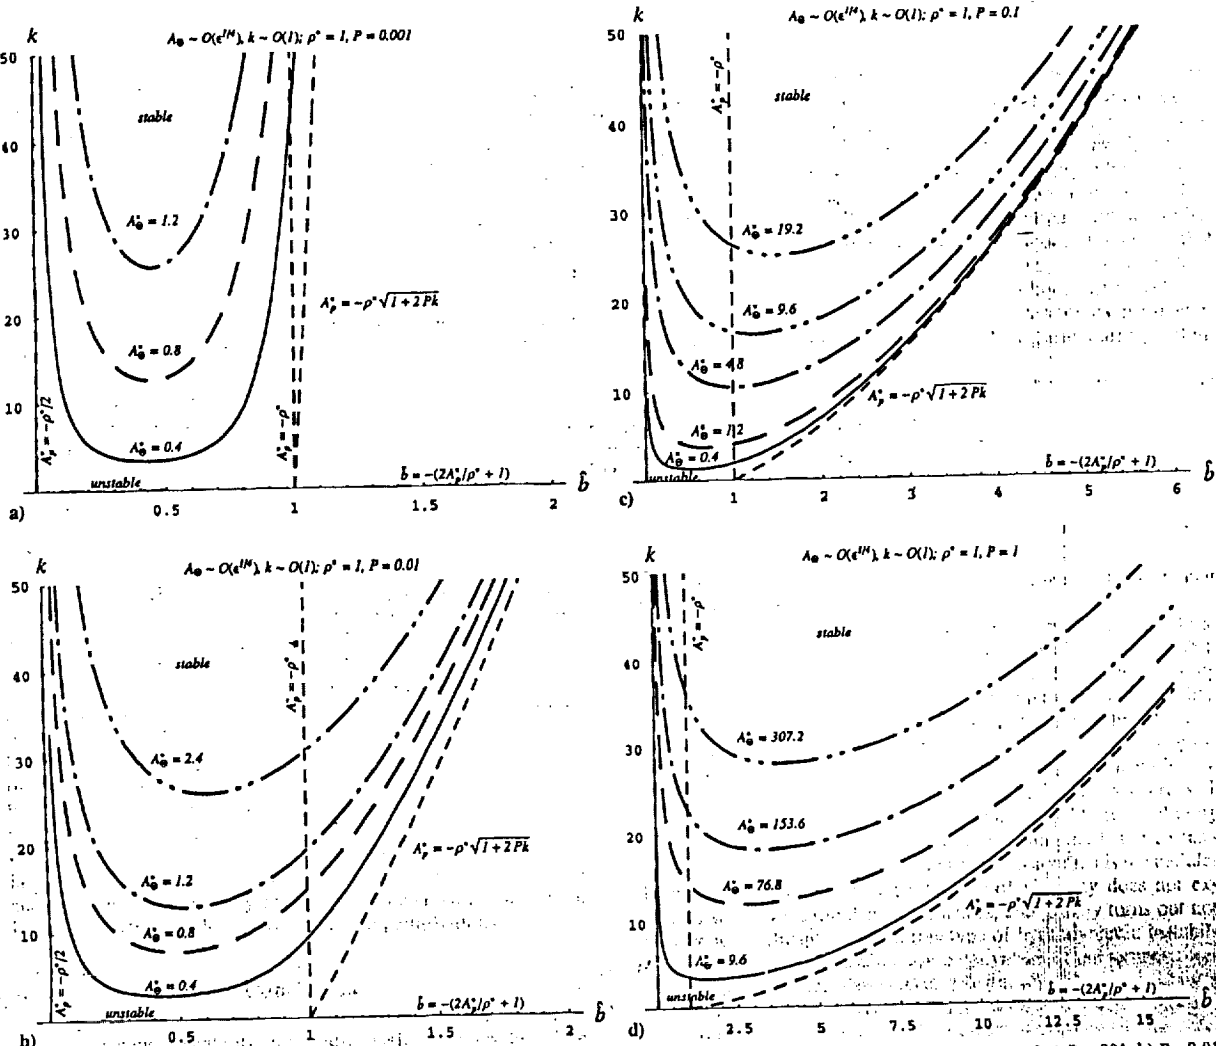 k
A_Θ ~ O(ε^{1/4}), k ~ O(1); ρ° = 1, P = 0.001
50
stable
40
A°_Θ = 1.2
30
A°_p = −ρ°√(1+2Pk)
20
A°_Θ = 0.8
10
A°_p = −ρ°/2
A°_p = −ρ°
A°_Θ = 0.4
unstable
b̂ = −(2A°_p/ρ° + 1)
b̂
a)
0.5
1
1.5
2
k
A_Θ ~ O(ε^{1/4}), k ~ O(1); ρ° = 1, P = 0.01
50
stable
A°_p = −ρ°
40
A°_Θ = 2.4
30
20
A°_p = −ρ°√(1+2Pk)
A°_Θ = 1.2
A°_Θ = 0.8
10
A°_p = −ρ°/2
A°_Θ = 0.4
unstable
b̂ = −(2A°_p/ρ° + 1)
b̂
b)
0.5
1
1.5
2
k
A_Θ ~ O(ε^{1/4}), k ~ O(1); ρ° = 1, P = 0.1
50
A°_p = −ρ°
stable
40
30
A°_Θ = 19.2
20
A°_Θ = 9.6
A°_Θ = 4.8
10
A°_p = −ρ°√(1+2Pk)
A°_Θ = 1.2
A°_Θ = 0.4
unstable
b̂ = −(2A°_p/ρ° + 1)
b̂
c)
1
2
3
4
5
6
k
A_Θ ~ O(ε^{1/4}), k ~ O(1); ρ° = 1, P = 1
50
A°_p = −ρ°
stable
40
30
A°_Θ = 307.2
20
A°_Θ = 153.6
A°_Θ = 76.8
does not
turns out
10
A°_p = −ρ°√(1+2Pk)
A°_Θ = 9.6
unstable
b̂ = −(2A°_p/ρ° + 1)
b̂
d)
2.5
5
7.5
10
12.5
15